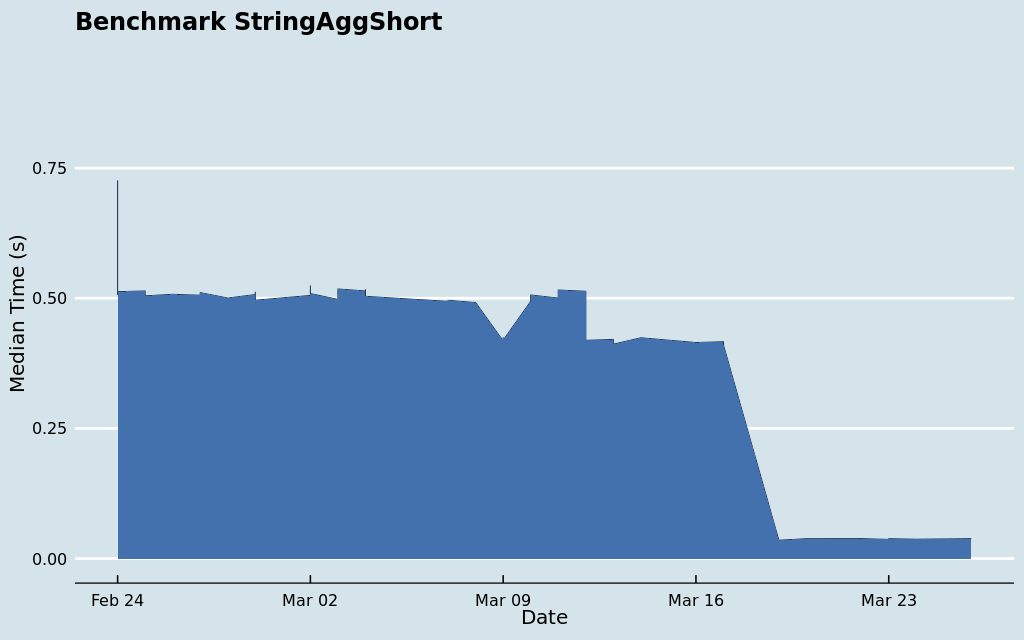 Benchmark StringAggShort
0.75
0.50
0.25
0.00
Median Time (s)
Feb 24 Mar 02 Mar 09 Mar 16 Mar 23
Date